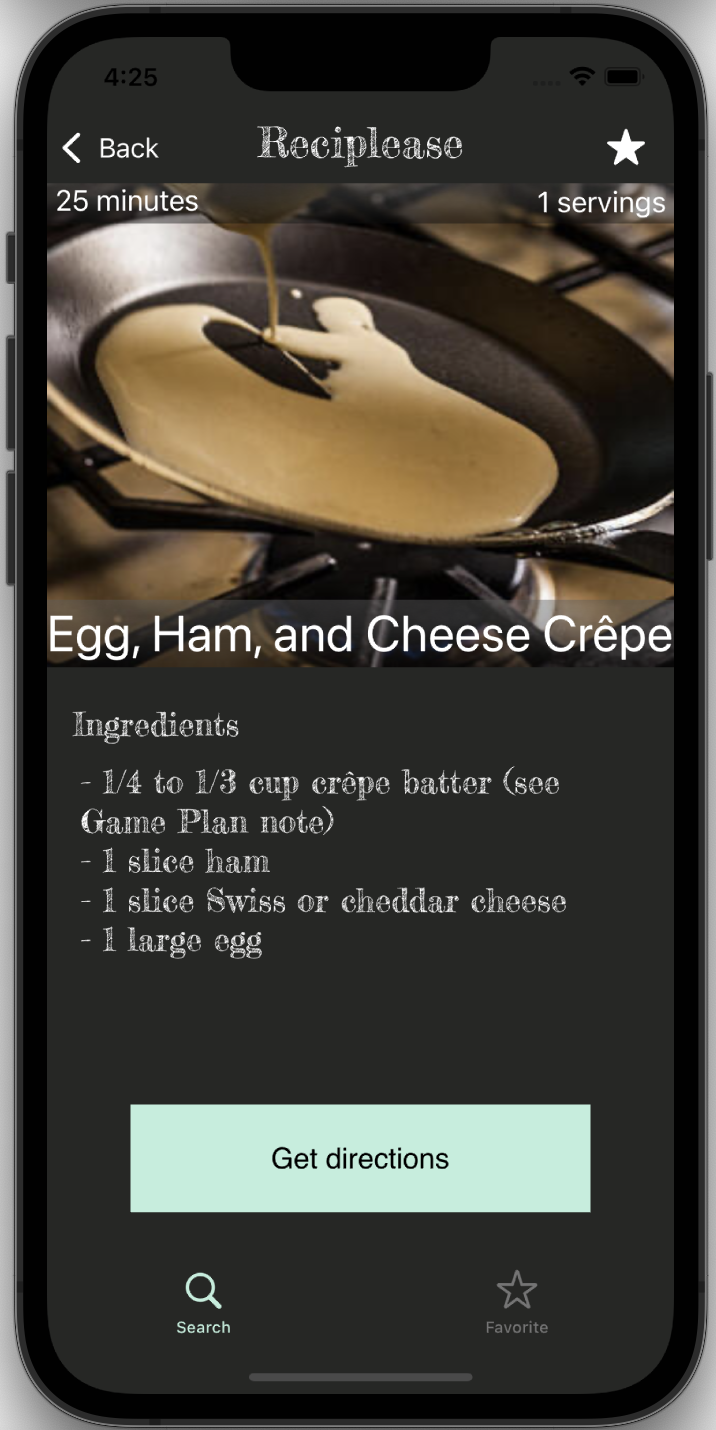 4:25
Back
Reciplease
25 minutes
1 servings
Egg, Ham, and Cheese Crêpe
Ingredients
- 1/4 to 1/3 cup crêpe batter (see
Game Plan note)
- 1 slice ham
- 1 slice Swiss or cheddar cheese
- 1 large egg
Get directions
Search
Favorite